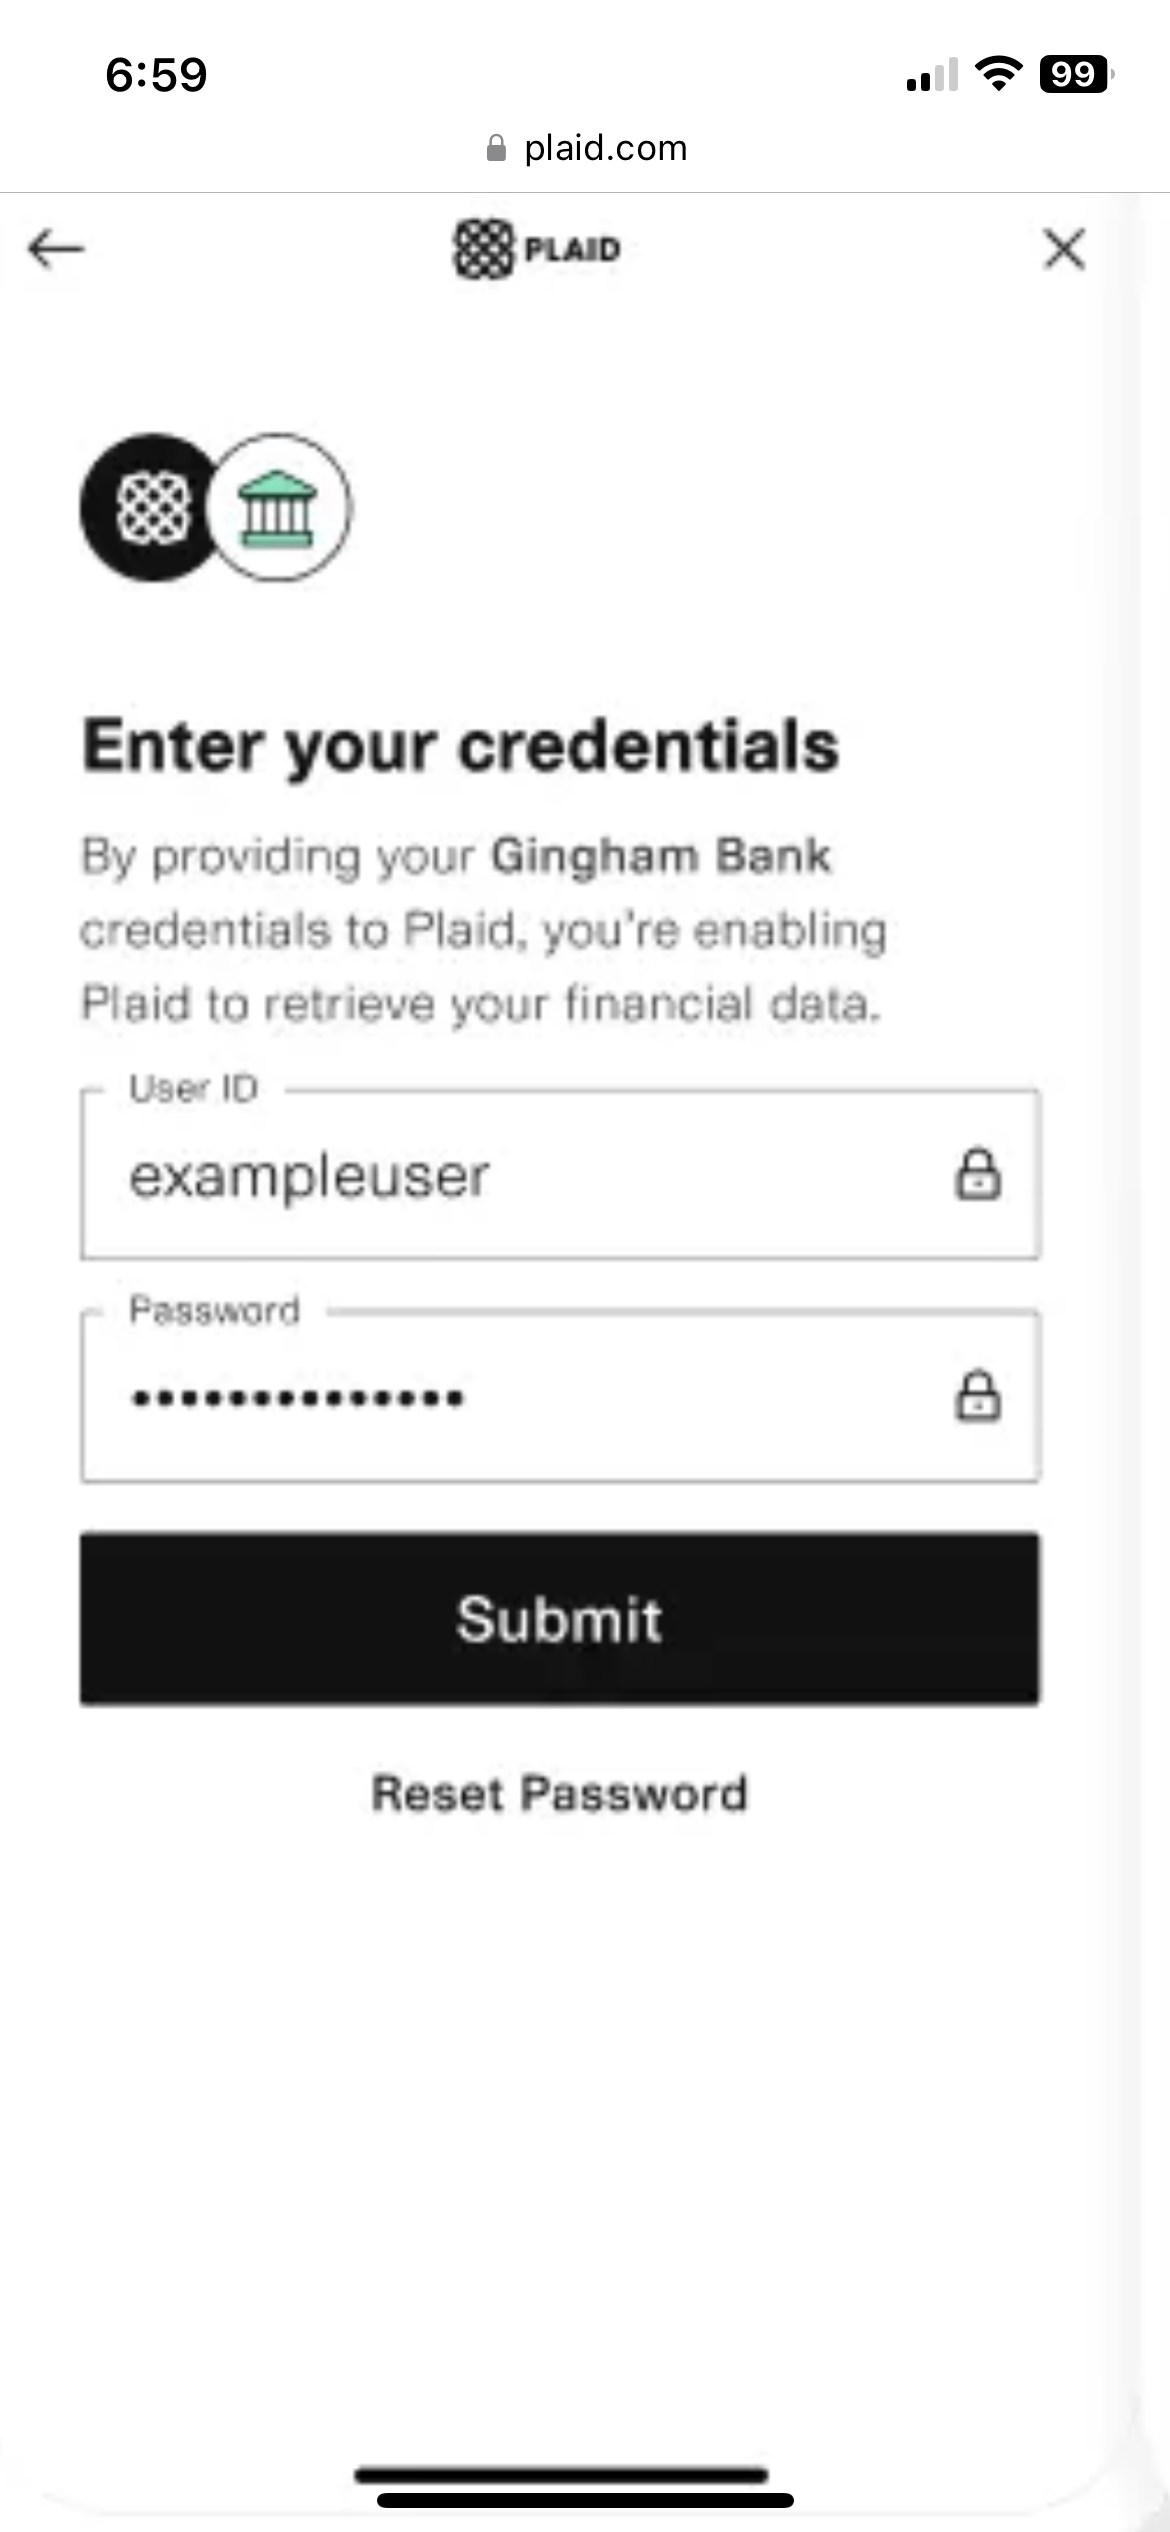 6:59
99
plaid.com
PLAID
Enter your credentials
By providing your Gingham Bank
credentials to Plaid, you're enabling
Plaid to retrieve your financial data.
User ID
exampleuser
Password
••••••••••••••
Submit
Reset Password